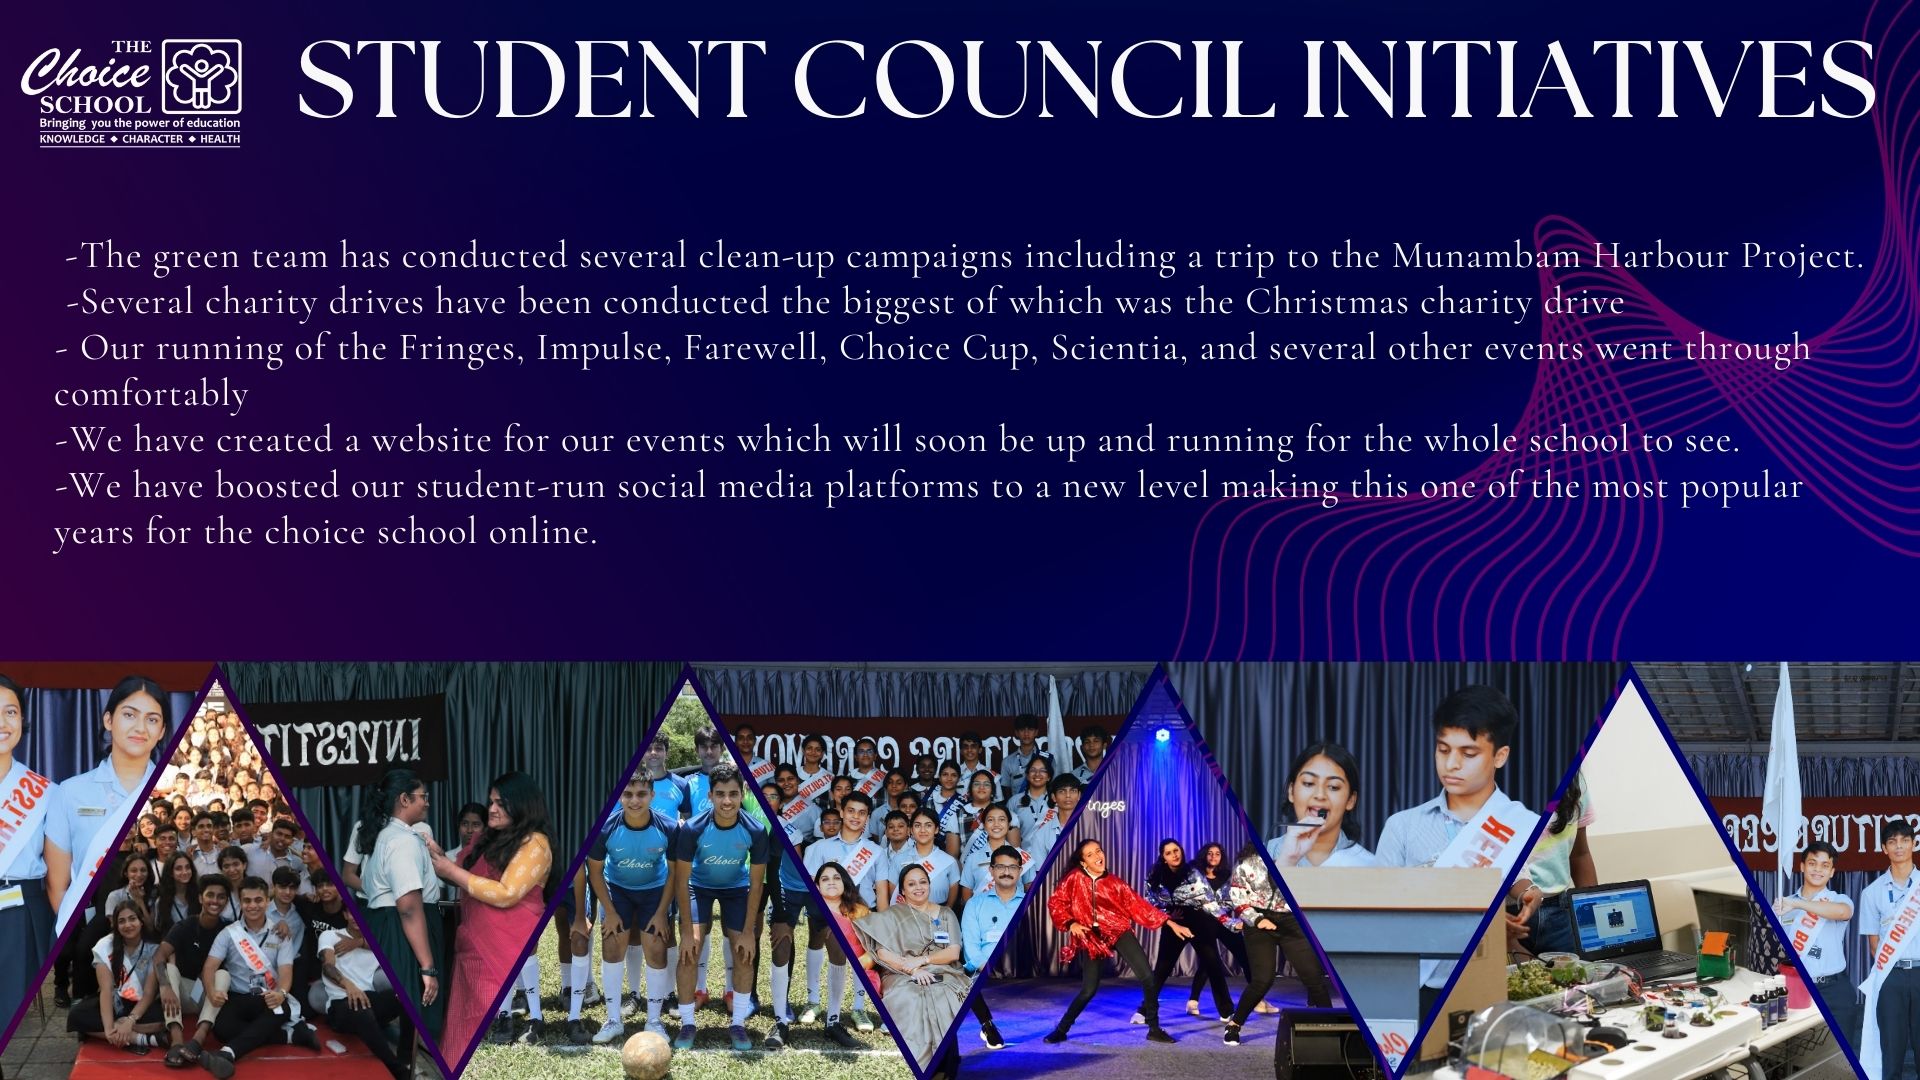 THE
Choice
SCHOOL
Bringing you the power of education
KNOWLEDGE ◆ CHARACTER ◆ HEALTH
STUDENT COUNCIL INITIATIVES
-The green team has conducted several clean-up campaigns including a trip to the Munambam Harbour Project.
-Several charity drives have been conducted the biggest of which was the Christmas charity drive
- Our running of the Fringes, Impulse, Farewell, Choice Cup, Scientia, and several other events went through
comfortably
-We have created a website for our events which will soon be up and running for the whole school to see.
-We have boosted our student-run social media platforms to a new level making this one of the most popular
years for the choice school online.
INVESTIT
Choice
Choice
inges